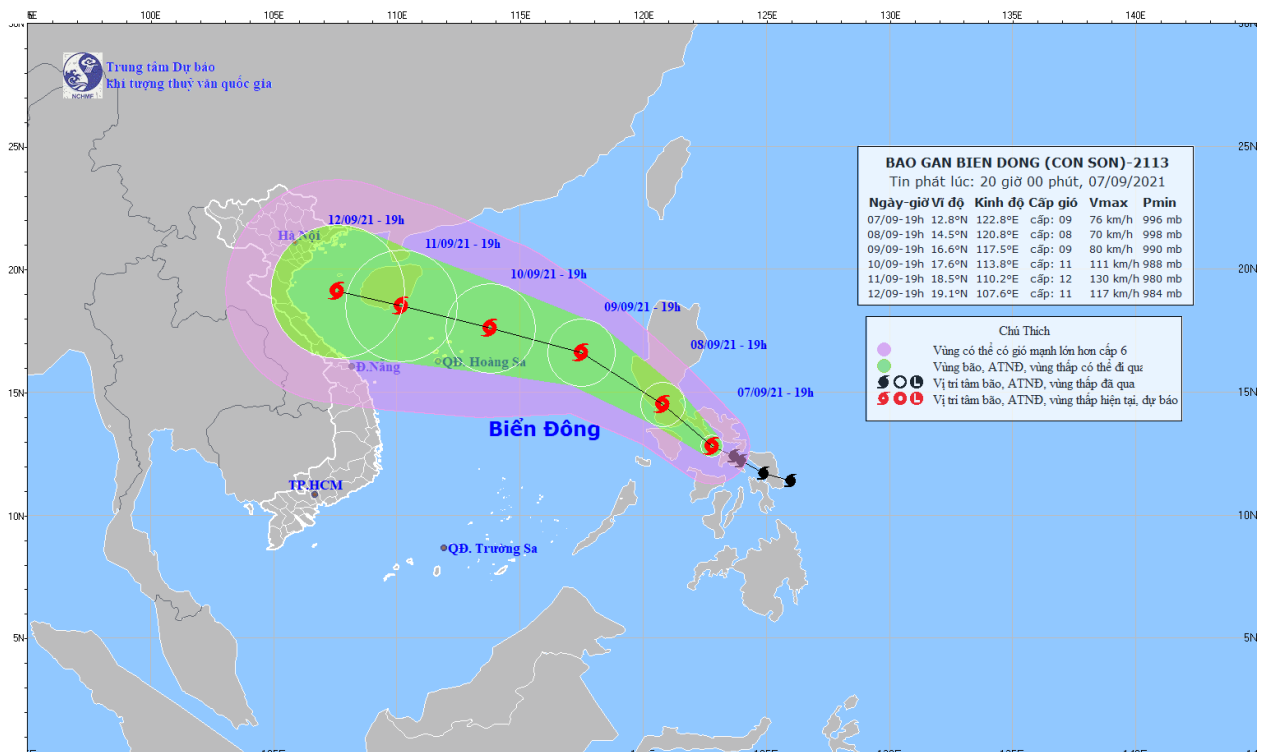 100E 105E 110E 115E 120E 125E 130E 135E 140E
Trung tâm Dự báo
khí tượng thuỷ văn quốc gia
NCHMF
25N 25N
BAO GAN BIEN DONG (CON SON)-2113
Tin phát lúc: 20 giờ 00 phút, 07/09/2021
Ngày-giờ Vĩ độ Kinh độ Cấp gió Vmax Pmin
07/09-19h 12.8°N 122.8°E cấp: 09 76 km/h 996 mb
08/09-19h 14.5°N 120.8°E cấp: 08 70 km/h 998 mb
09/09-19h 16.6°N 117.5°E cấp: 09 80 km/h 990 mb
10/09-19h 17.6°N 113.8°E cấp: 11 111 km/h 988 mb
11/09-19h 18.5°N 110.2°E cấp: 12 130 km/h 980 mb
12/09-19h 19.1°N 107.6°E cấp: 11 117 km/h 984 mb
12/09/21 - 19h
Hà Nội
11/09/21 - 19h
20N 20N
10/09/21 - 19h
09/09/21 - 19h
Chú Thích
Vùng có thể có gió mạnh lớn hơn cấp 6
Vùng bão, ATNĐ, vùng thấp có thể đi qua
Vị trí tâm bão, ATNĐ, vùng thấp đã qua
Vị trí tâm bão, ATNĐ, vùng thấp hiện tại, dự báo
08/09/21 - 19h
QĐ. Hoàng Sa
Đ.Nẵng
15N 15N
07/09/21 - 19h
Biển Đông
TP.HCM
10N 10N
QĐ. Trường Sa
5N 5N